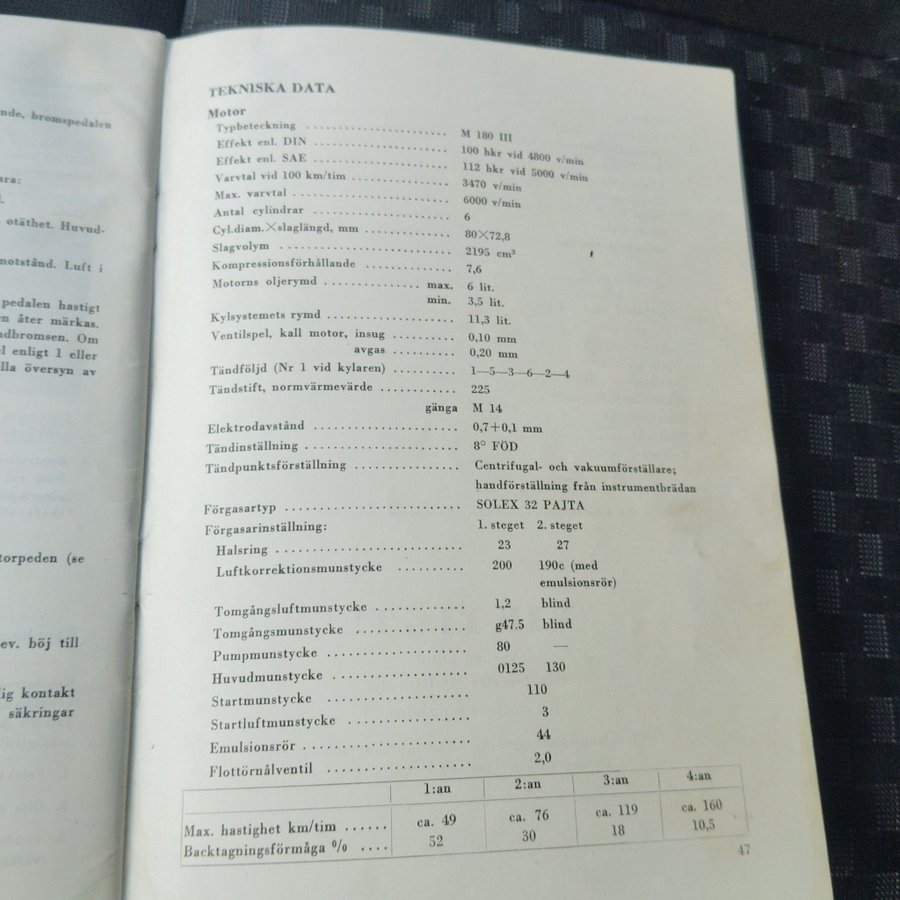 nde, bromspedalen
ara:
otäthet. Huvud-
notstånd. Luft i
pedalen hastigt
en åter märkas.
ndbromsen. Om
el enligt 1 eller
lla översyn av
torpeden (se
ev. böj till
ig kontakt
säkringar
TEKNISKA DATA
Motor
Typbeteckning ...................... M 180 III
Effekt enl. DIN ..................... 100 hkr vid 4800 v/min
Effekt enl. SAE ..................... 112 hkr vid 5000 v/min
Varvtal vid 100 km/tim ............... 3470 v/min
Max. varvtal ........................ 6000 v/min
Antal cylindrar ..................... 6
Cyl.diam.×slaglängd, mm ............. 80×72,8
Slagvolym .......................... 2195 cm³
Kompressionsförhållande ............. 7,6
Motorns oljerymd ............... max. 6 lit.
min. 3,5 lit.
Kylsystemets rymd ................... 11,3 lit.
Ventilspel, kall motor, insug .......... 0,10 mm
avgas .......... 0,20 mm
Tändföljd (Nr 1 vid kylaren) .......... 1—5—3—6—2—4
Tändstift, normvärmevärde ............ 225
gänga M 14
Elektrodavstånd ..................... 0,7+0,1 mm
Tändinställning ...................... 8° FÖD
Tändpunktsförställning ............... Centrifugal- och vakuumförställare;
handförställning från instrumentbrädan
Förgasartyp ......................... SOLEX 32 PAJTA
Förgasarinställning: 1. steget 2. steget
Halsring ........................... 23 27
Luftkorrektionsmunstycke .......... 200 190c (med
emulsionsrör)
Tomgångsluftmunstycke ............. 1,2 blind
Tomgångsmunstycke ................ g47.5 blind
Pumpmunstycke .................... 80 —
Huvudmunstycke ................... 0125 130
Startmunstycke ..................... 110
Startluftmunstycke .................. 3
Emulsionsrör ........................ 44
Flottörnålventil ..................... 2,0
1:an 2:an 3:an 4:an
Max. hastighet km/tim ...... ca. 49 ca. 76 ca. 119 ca. 160
Backtagningsförmåga % .... 52 30 18 10,5
47